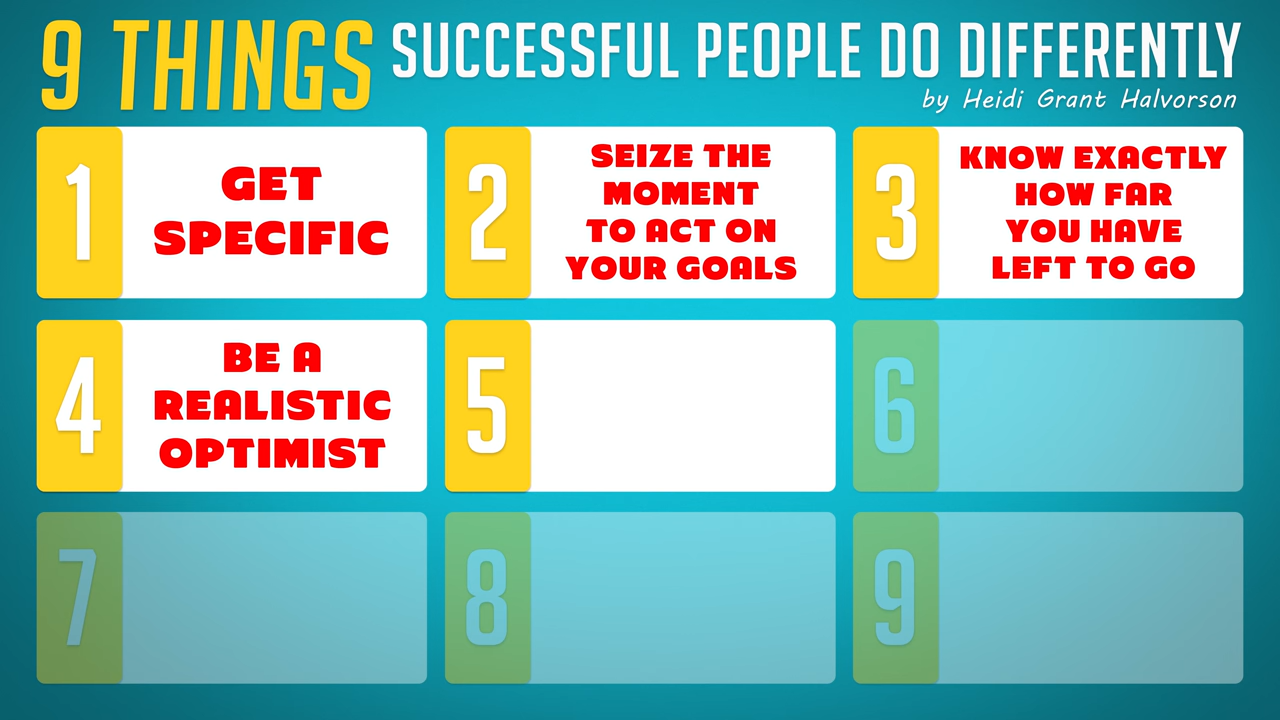 9 THINGS SUCCESSFUL PEOPLE DO DIFFERENTLY
by Heidi Grant Halvorson
1
GET
SPECIFIC
2
SEIZE THE
MOMENT
TO ACT ON
YOUR GOALS
3
KNOW EXACTLY
HOW FAR
YOU HAVE
LEFT TO GO
4
BE A
REALISTIC
OPTIMIST
5
6
7
8
9